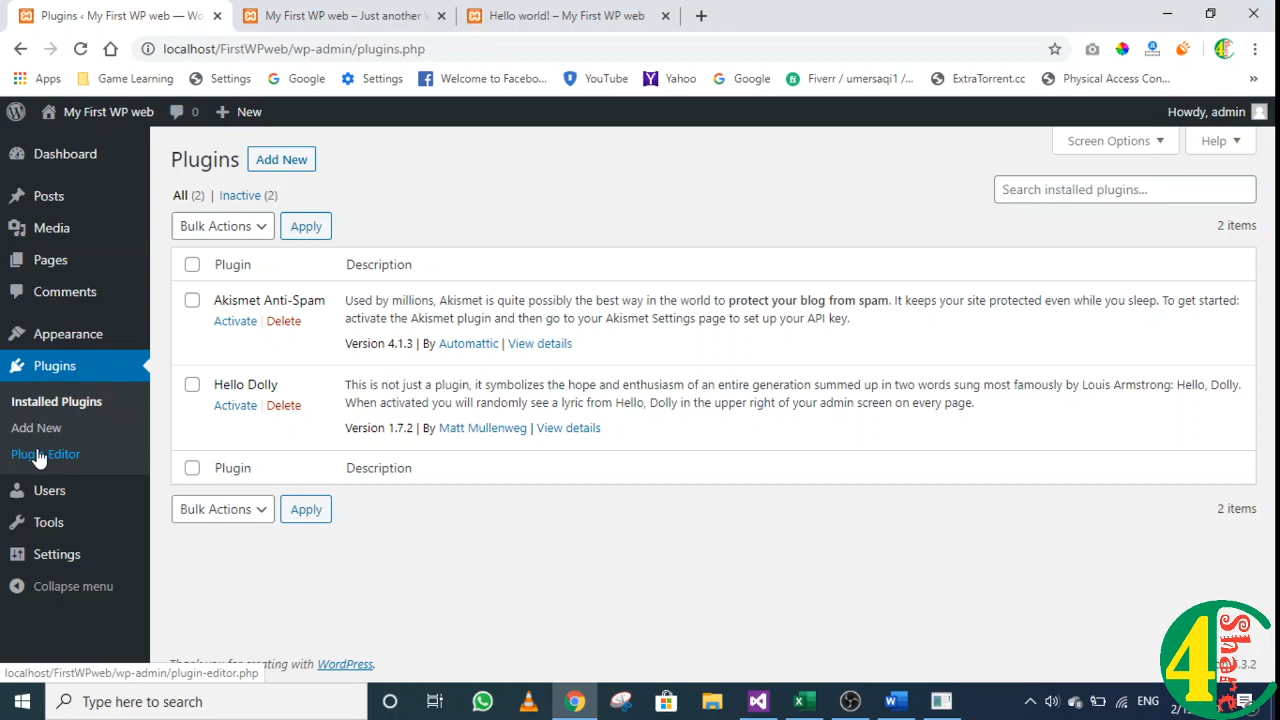 Plugins ‹ My First WP web — Wo
My First WP web – Just another
Hello world! – My First WP web
localhost/FirstWPweb/wp-admin/plugins.php
Apps
Game Learning
Settings
Google
Settings
Welcome to Facebo...
YouTube
Yahoo
Google
Fiverr / umersaqi1/...
ExtraTorrent.cc
Physical Access Con...
»
My First WP web
0
New
Howdy, admin
Dashboard
Posts
Media
Pages
Comments
Appearance
Plugins
Installed Plugins
Add New
Plugin Editor
Users
Tools
Settings
Collapse menu
Screen Options
Help
Plugins
Add New
All (2) | Inactive (2)
Search installed plugins...
Bulk Actions
Apply
2 items
Plugin
Description
Akismet Anti-Spam
Activate | Delete
Used by millions, Akismet is quite possibly the best way in the world to protect your blog from spam. It keeps your site protected even while you sleep. To get started:
activate the Akismet plugin and then go to your Akismet Settings page to set up your API key.
Version 4.1.3 | By Automattic | View details
Hello Dolly
Activate | Delete
This is not just a plugin, it symbolizes the hope and enthusiasm of an entire generation summed up in two words sung most famously by Louis Armstrong: Hello, Dolly.
When activated you will randomly see a lyric from Hello, Dolly in the upper right of your admin screen on every page.
Version 1.7.2 | By Matt Mullenweg | View details
Plugin
Description
Bulk Actions
Apply
2 items
Thank you for creating with WordPress.
.3.2
localhost/FirstWPweb/wp-admin/plugin-editor.php
Type here to search
ENG
4 Share